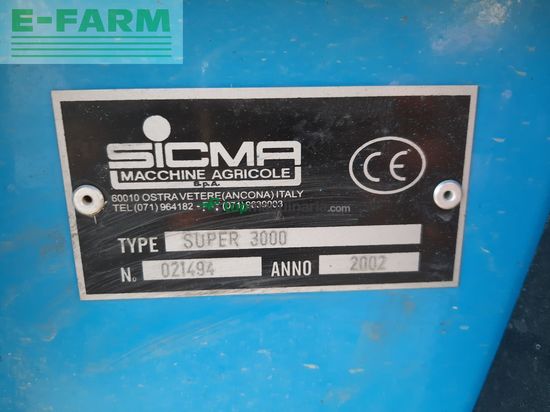 E-FARM
SICMA
MACCHINE AGRICOLE
S.p.A.
60010 OSTRA VETERE (ANCONA) ITALY
TEL (071) 964182 -
CE
TYPE SUPER 3000
N° 021494 ANNO 2002